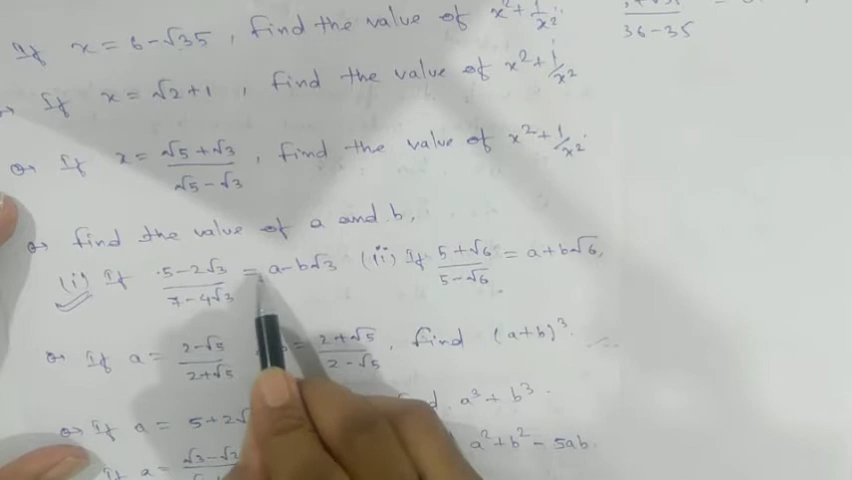 If x = 6-√35, find the value of x²+1/x².
36-35
If x = √2+1, find the value of x²+1/x²
If x = √5+√3/√5-√3, find the value of x²+1/x².
find the value of a and b,
(i) If 5-2√3/7-4√3 = a-b√3 (ii) If 5+√6/5-√6 = a+b√6,
If a = 2-√5/2+√5 = 2+√5/2-√5, find (a+b)³.
If a = 5+2√ a³+b³.
If a = √3-√2 a²+b²-5ab.